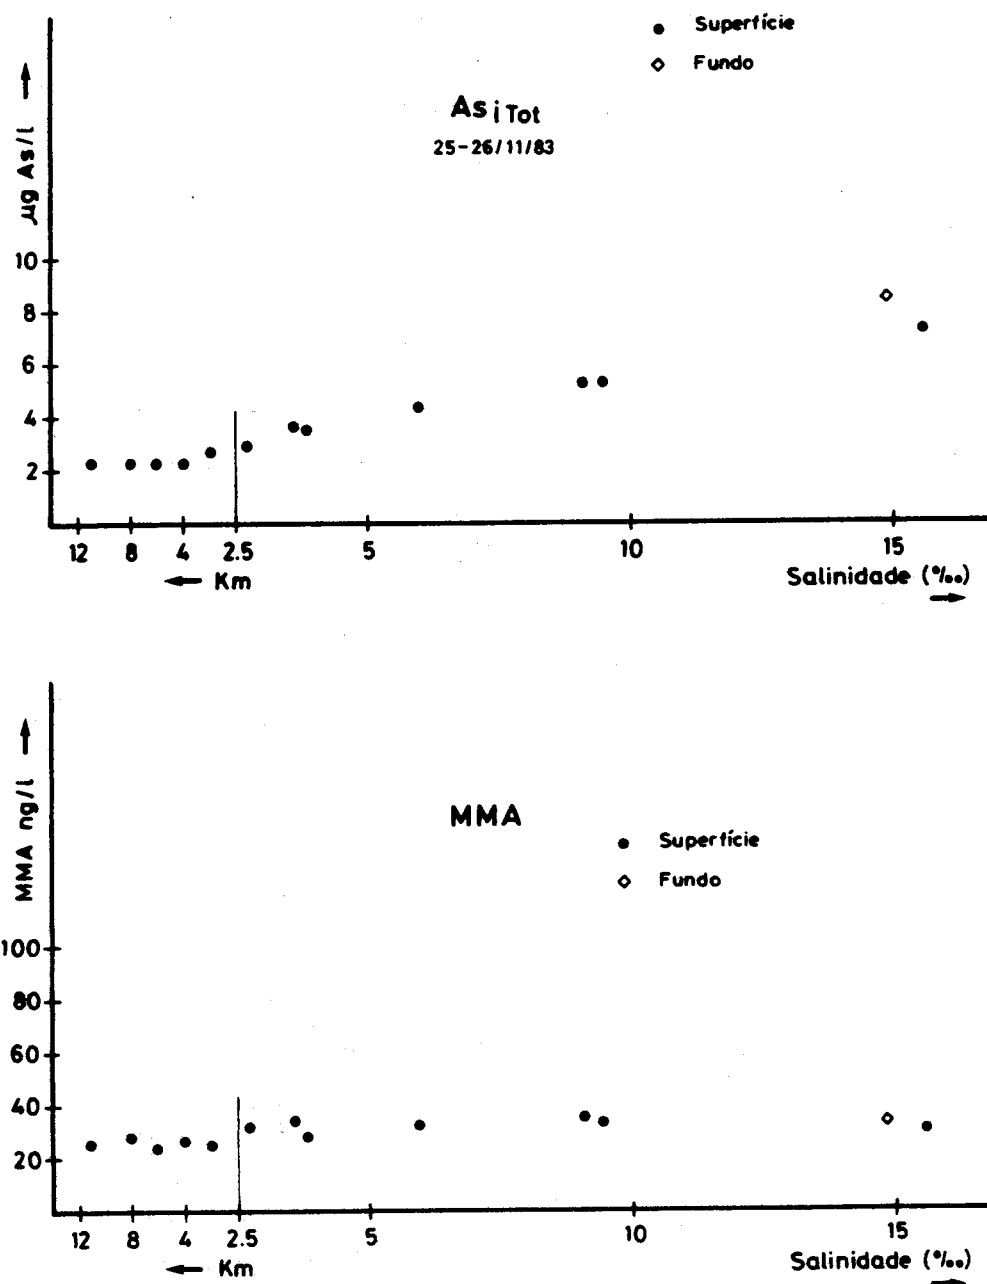 Superfície
Fundo
As i Tot
25-26/11/83
µg As/l
10
8
6
4
2
12 8 4 2.5 5 10 15
Km
Salinidade (‰)
MMA
Superfície
Fundo
MMA ng/l
100
80
60
40
20
12 8 4 2.5 5 10 15
Km
Salinidade (‰)